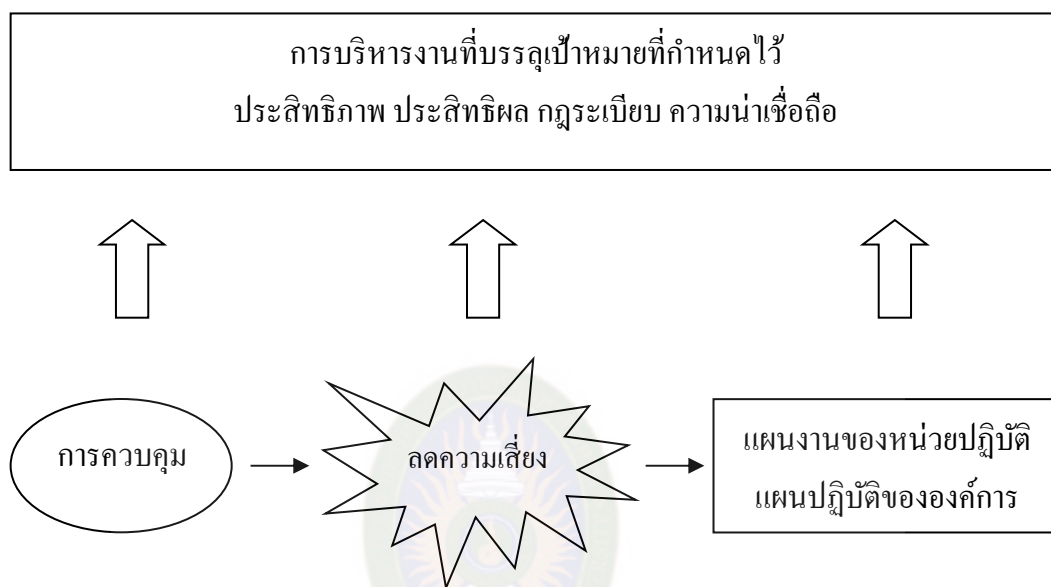 การบริหารงานที่บรรลุเป้าหมายที่กำหนดไว้
ประสิทธิภาพ ประสิทธิผล กฎระเบียบ ความน่าเชื่อถือ
การควบคุม
ลดความเสี่ยง
แผนงานของหน่วยปฏิบัติ
แผนปฏิบัติขององค์การ